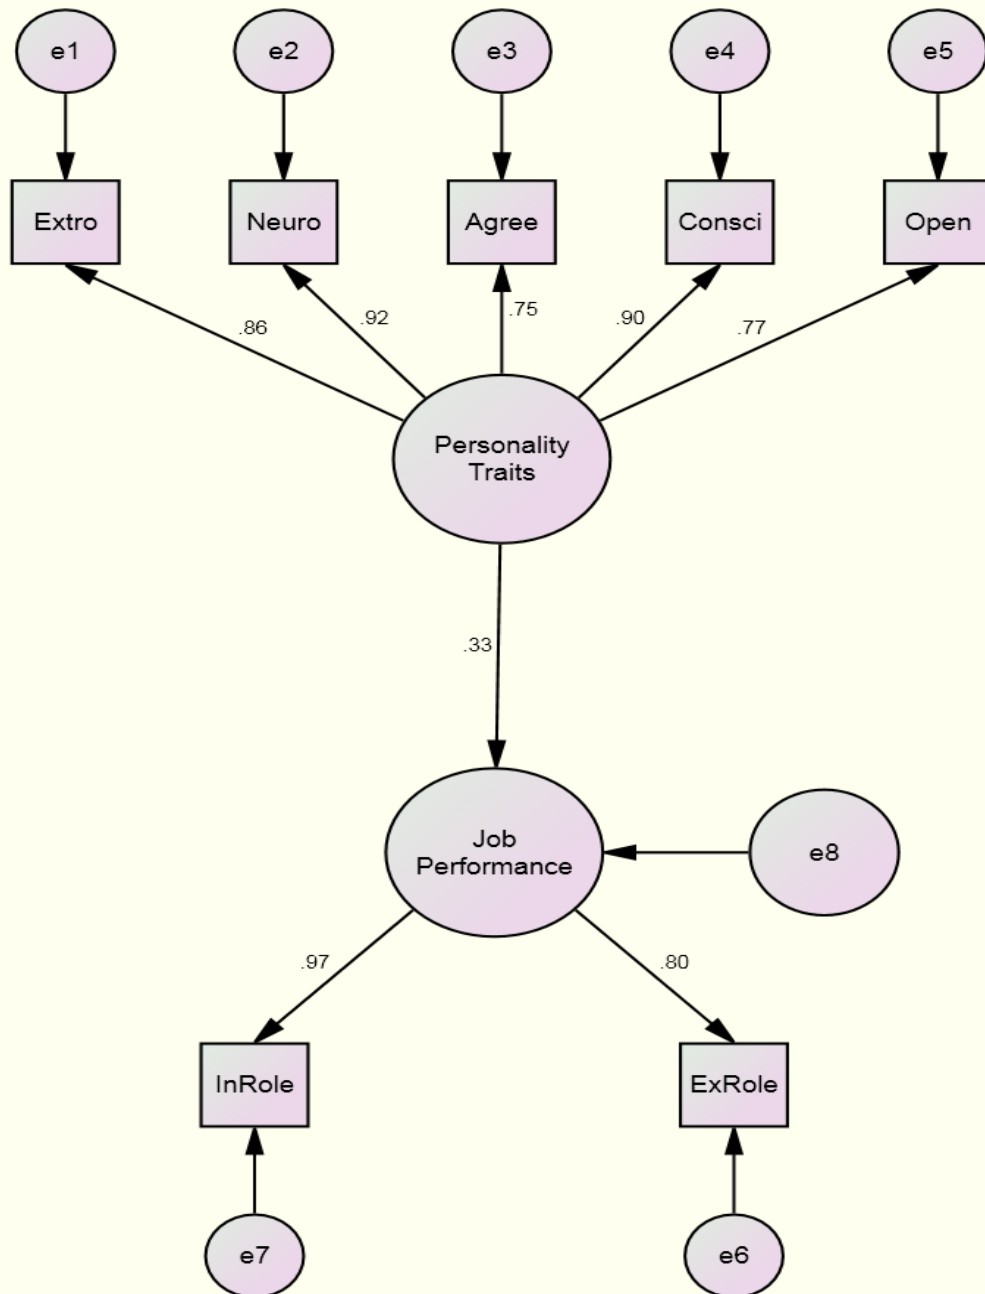 e1
e2
e3
e4
e5
Extro
Neuro
Agree
Consci
Open
.86
.92
.75
.90
.77
Personality
Traits
.33
Job
Performance
e8
.97
.80
InRole
ExRole
e7
e6